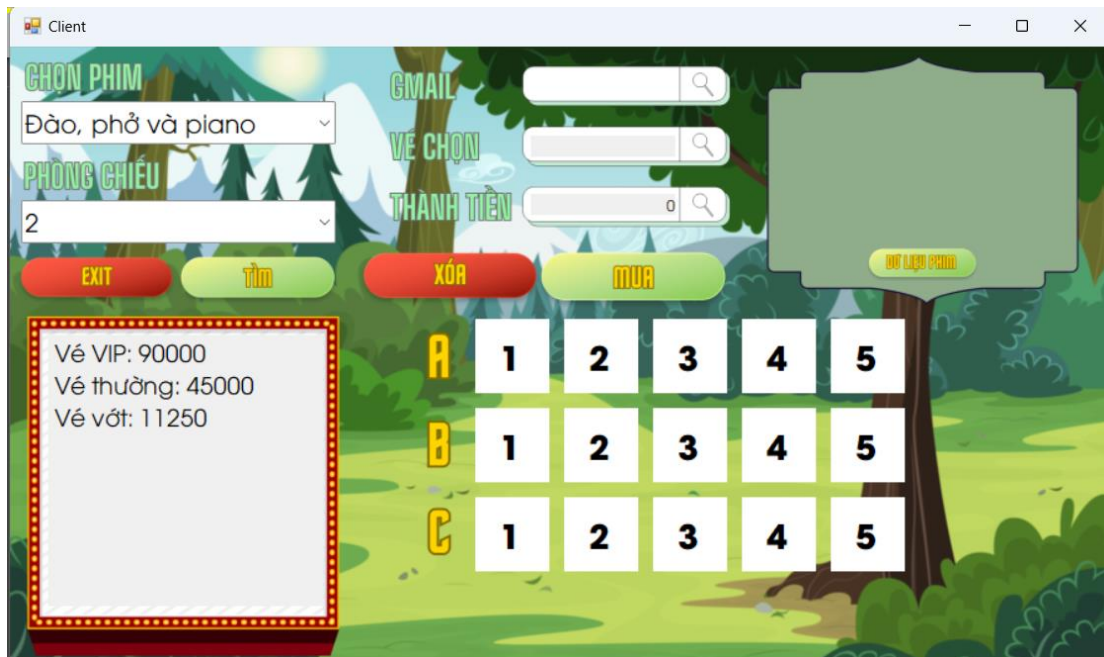 Client
CHỌN PHIM
Đào, phở và piano
PHÒNG CHIẾU
2
EXIT
TÌM
GMAIL
VÉ CHỌN
THÀNH TIỀN
0
XÓA
MUA
DỮ LIỆU PHIM
Vé VIP: 90000
Vé thường: 45000
Vé vớt: 11250
A 1 2 3 4 5
B 1 2 3 4 5
C 1 2 3 4 5